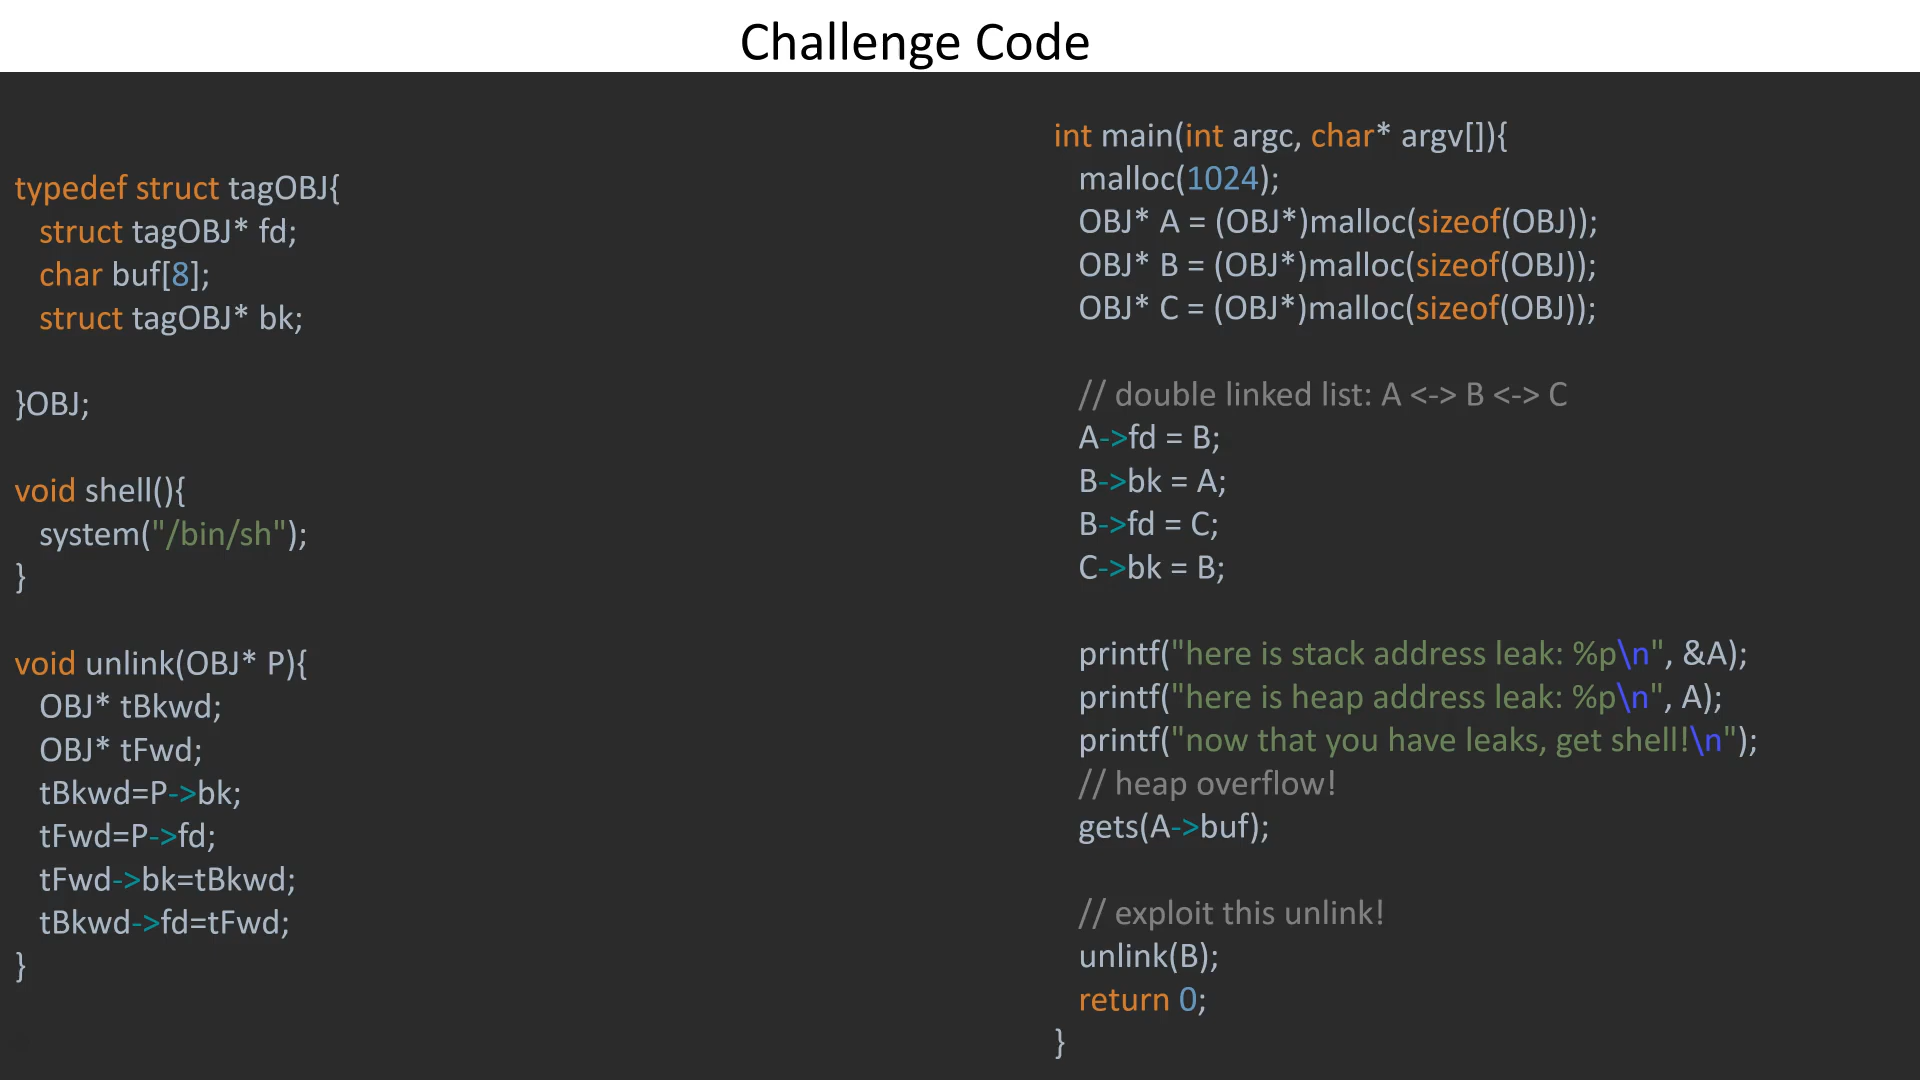 Challenge Code
typedef struct tagOBJ{
struct tagOBJ* fd;
char buf[8];
struct tagOBJ* bk;
}OBJ;
void shell(){
system("/bin/sh");
}
void unlink(OBJ* P){
OBJ* tBkwd;
OBJ* tFwd;
tBkwd=P->bk;
tFwd=P->fd;
tFwd->bk=tBkwd;
tBkwd->fd=tFwd;
}
int main(int argc, char* argv[]){
malloc(1024);
OBJ* A = (OBJ*)malloc(sizeof(OBJ));
OBJ* B = (OBJ*)malloc(sizeof(OBJ));
OBJ* C = (OBJ*)malloc(sizeof(OBJ));
// double linked list: A <-> B <-> C
A->fd = B;
B->bk = A;
B->fd = C;
C->bk = B;
printf("here is stack address leak: %p\n", &A);
printf("here is heap address leak: %p\n", A);
printf("now that you have leaks, get shell!\n");
// heap overflow!
gets(A->buf);
// exploit this unlink!
unlink(B);
return 0;
}